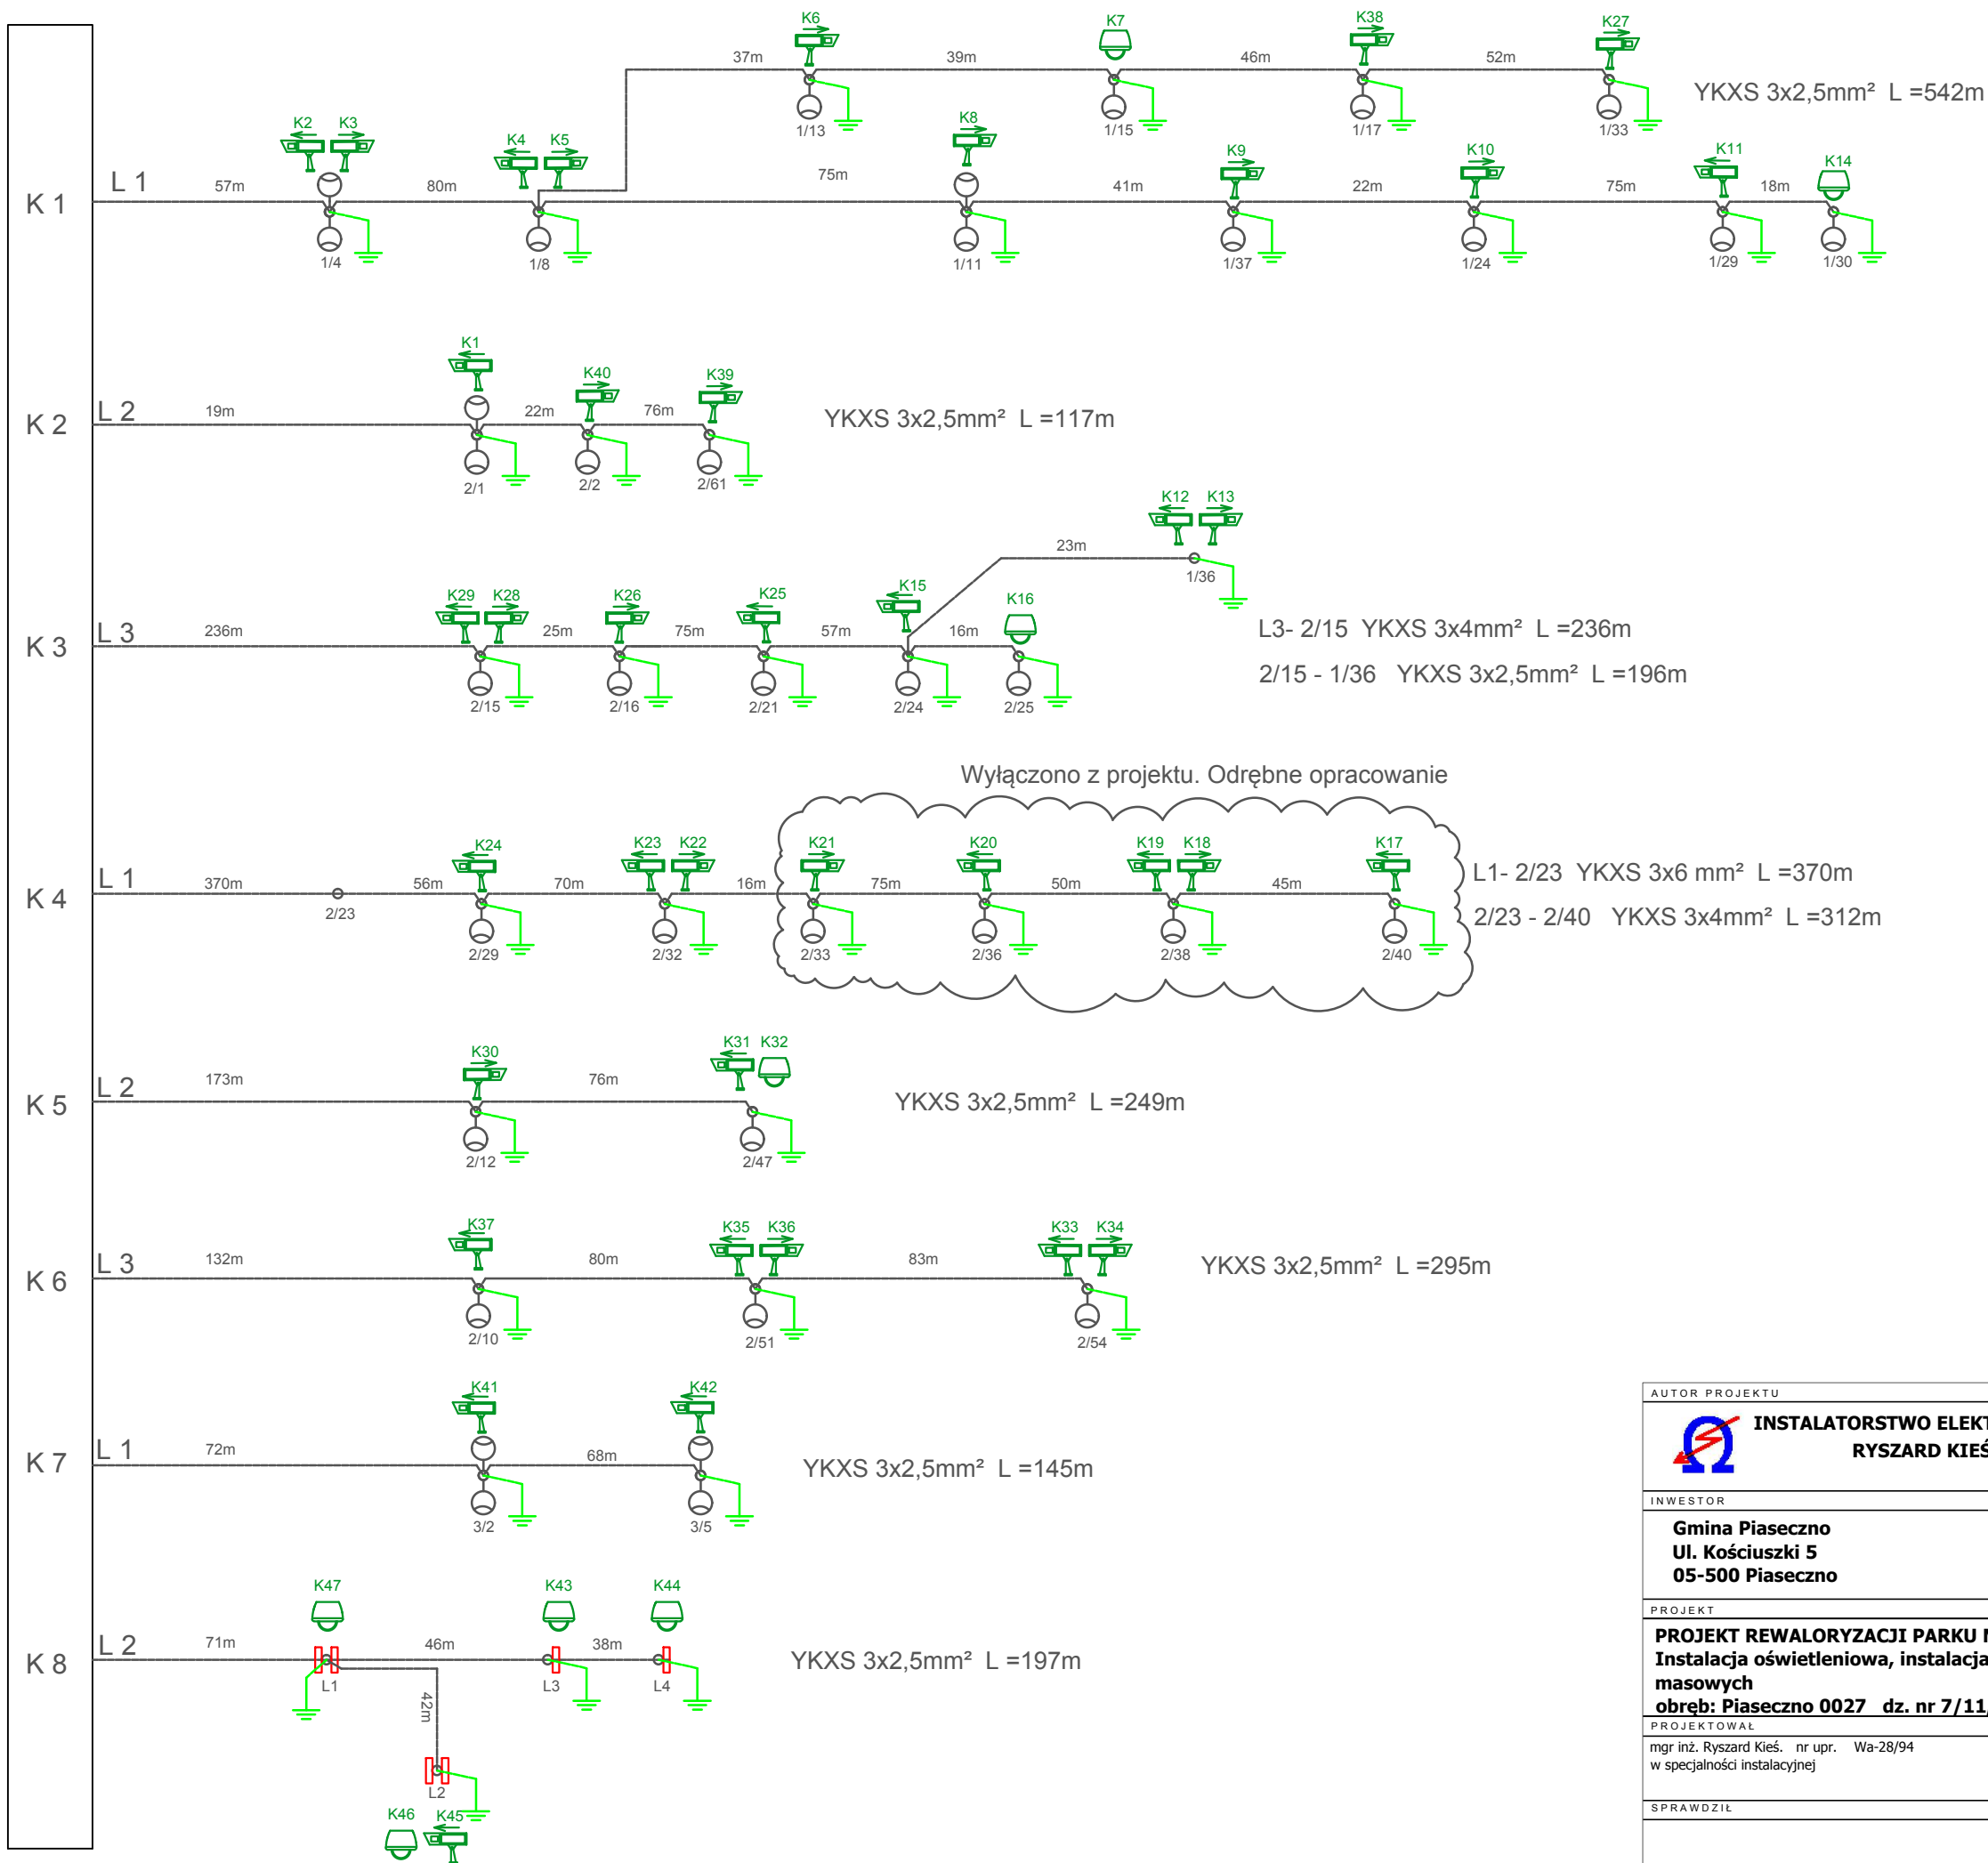 K6 K7 K38 K27
37m 39m 46m 52m
YKXS 3x2,5mm² L =542m
1/13 1/15 1/17 1/33
K2 K3 K4 K5 K8 K9 K10 K11 K14
K 1 L 1 57m 80m 75m 41m 22m 75m 18m
1/4 1/8 1/11 1/37 1/24 1/29 1/30
K1 K40 K39
K 2 L 2 19m 22m 76m YKXS 3x2,5mm² L =117m
2/1 2/2 2/61
K12 K13
23m
1/36
K29 K28 K26 K25 K15 K16
K 3 L 3 236m 25m 75m 57m 16m
L3- 2/15 YKXS 3x4mm² L =236m
2/15 - 1/36 YKXS 3x2,5mm² L =196m
2/15 2/16 2/21 2/24 2/25
Wyłączono z projektu. Odrębne opracowanie
K24 K23 K22 K21 K20 K19 K18 K17
K 4 L 1 370m 56m 70m 16m 75m 50m 45m
L1- 2/23 YKXS 3x6 mm² L =370m
2/23 - 2/40 YKXS 3x4mm² L =312m
2/23 2/29 2/32 2/33 2/36 2/38 2/40
K30 K31 K32
K 5 L 2 173m 76m YKXS 3x2,5mm² L =249m
2/12 2/47
K37 K35 K36 K33 K34
K 6 L 3 132m 80m 83m YKXS 3x2,5mm² L =295m
2/10 2/51 2/54
K41 K42
K 7 L 1 72m 68m YKXS 3x2,5mm² L =145m
3/2 3/5
K47 K43 K44
K 8 L 2 71m 46m 38m YKXS 3x2,5mm² L =197m
L1 L3 L4
42m
L2
K46 K45
AUTOR PROJEKTU
INSTALATORSTWO ELEKT
RYSZARD KIEŚ
INWESTOR
Gmina Piaseczno
Ul. Kościuszki 5
05-500 Piaseczno
PROJEKT
PROJEKT REWALORYZACJI PARKU
Instalacja oświetleniowa, instalacja
masowych
obręb: Piaseczno 0027 dz. nr 7/11,
PROJEKTOWAŁ
mgr inż. Ryszard Kieś. nr upr. Wa-28/94
w specjalności instalacyjnej
SPRAWDZIŁ